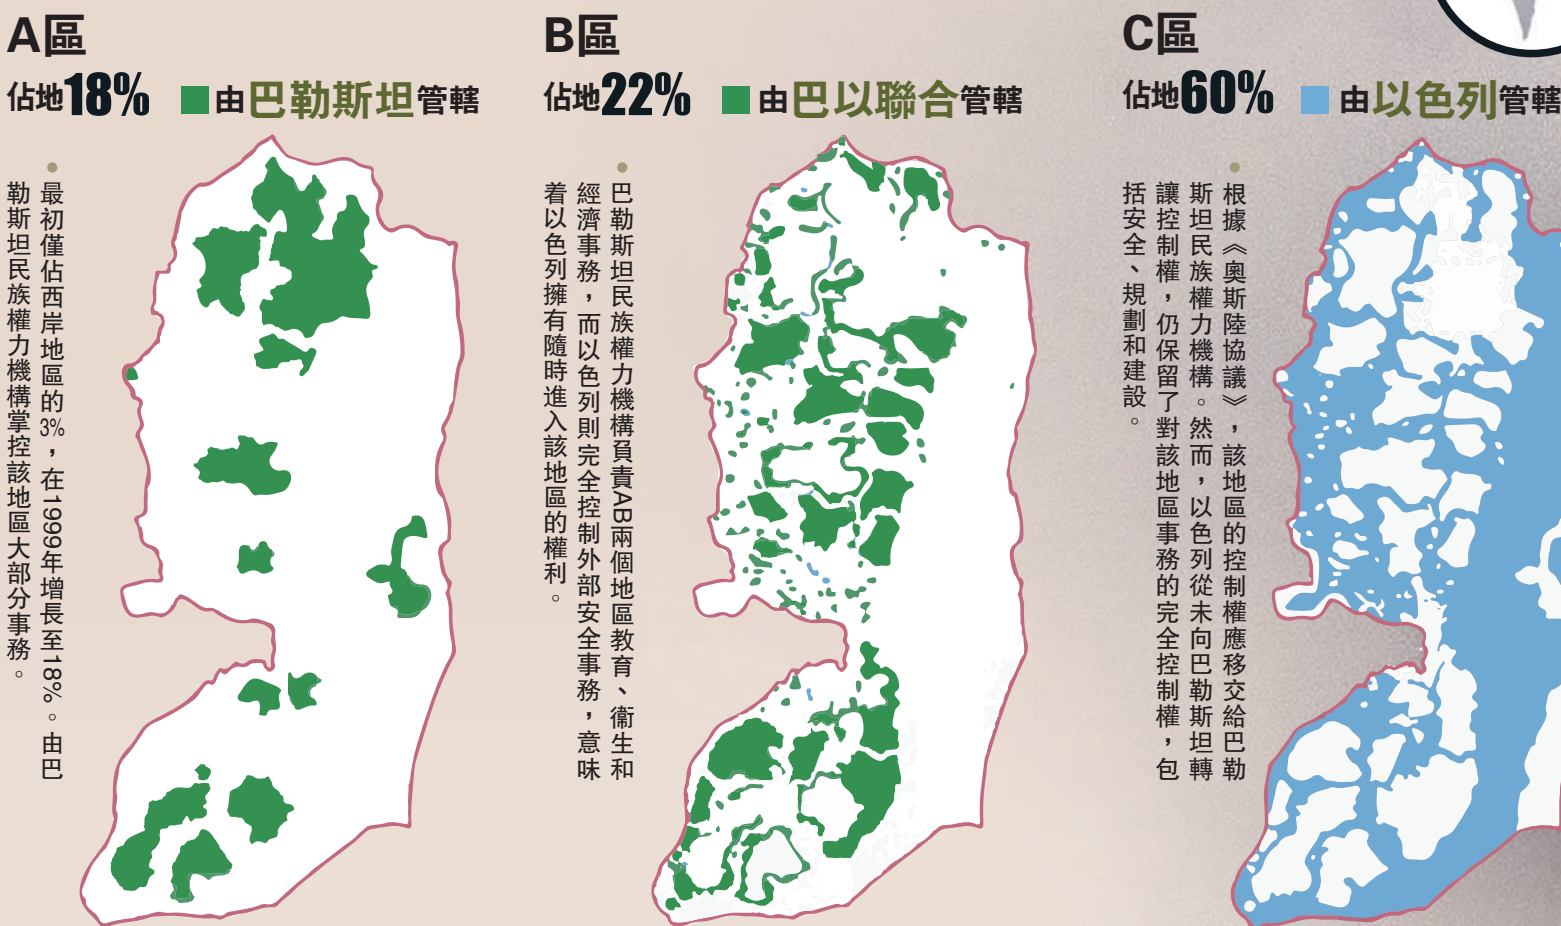 A區
佔地18%
由巴勒斯坦管轄
最初僅佔西岸地區的3%，在1999年增長至18%。由巴
勒斯坦民族權力機構掌控該地區大部分事務。
B區
佔地22%
由巴以聯合管轄
巴勒斯坦民族權力機構負責AB兩個地區教育、衞生和
經濟事務，而以色列則完全控制外部安全事務，意味
着以色列擁有隨時進入該地區的權利。
C區
佔地60%
由以色列管轄
根據《奧斯陸協議》，該地區的控制權應移交給巴勒
斯坦民族權力機構。然而，以色列從未向巴勒斯坦轉
讓控制權，仍保留了對該地區事務的完全控制權，包
括安全、規劃和建設。